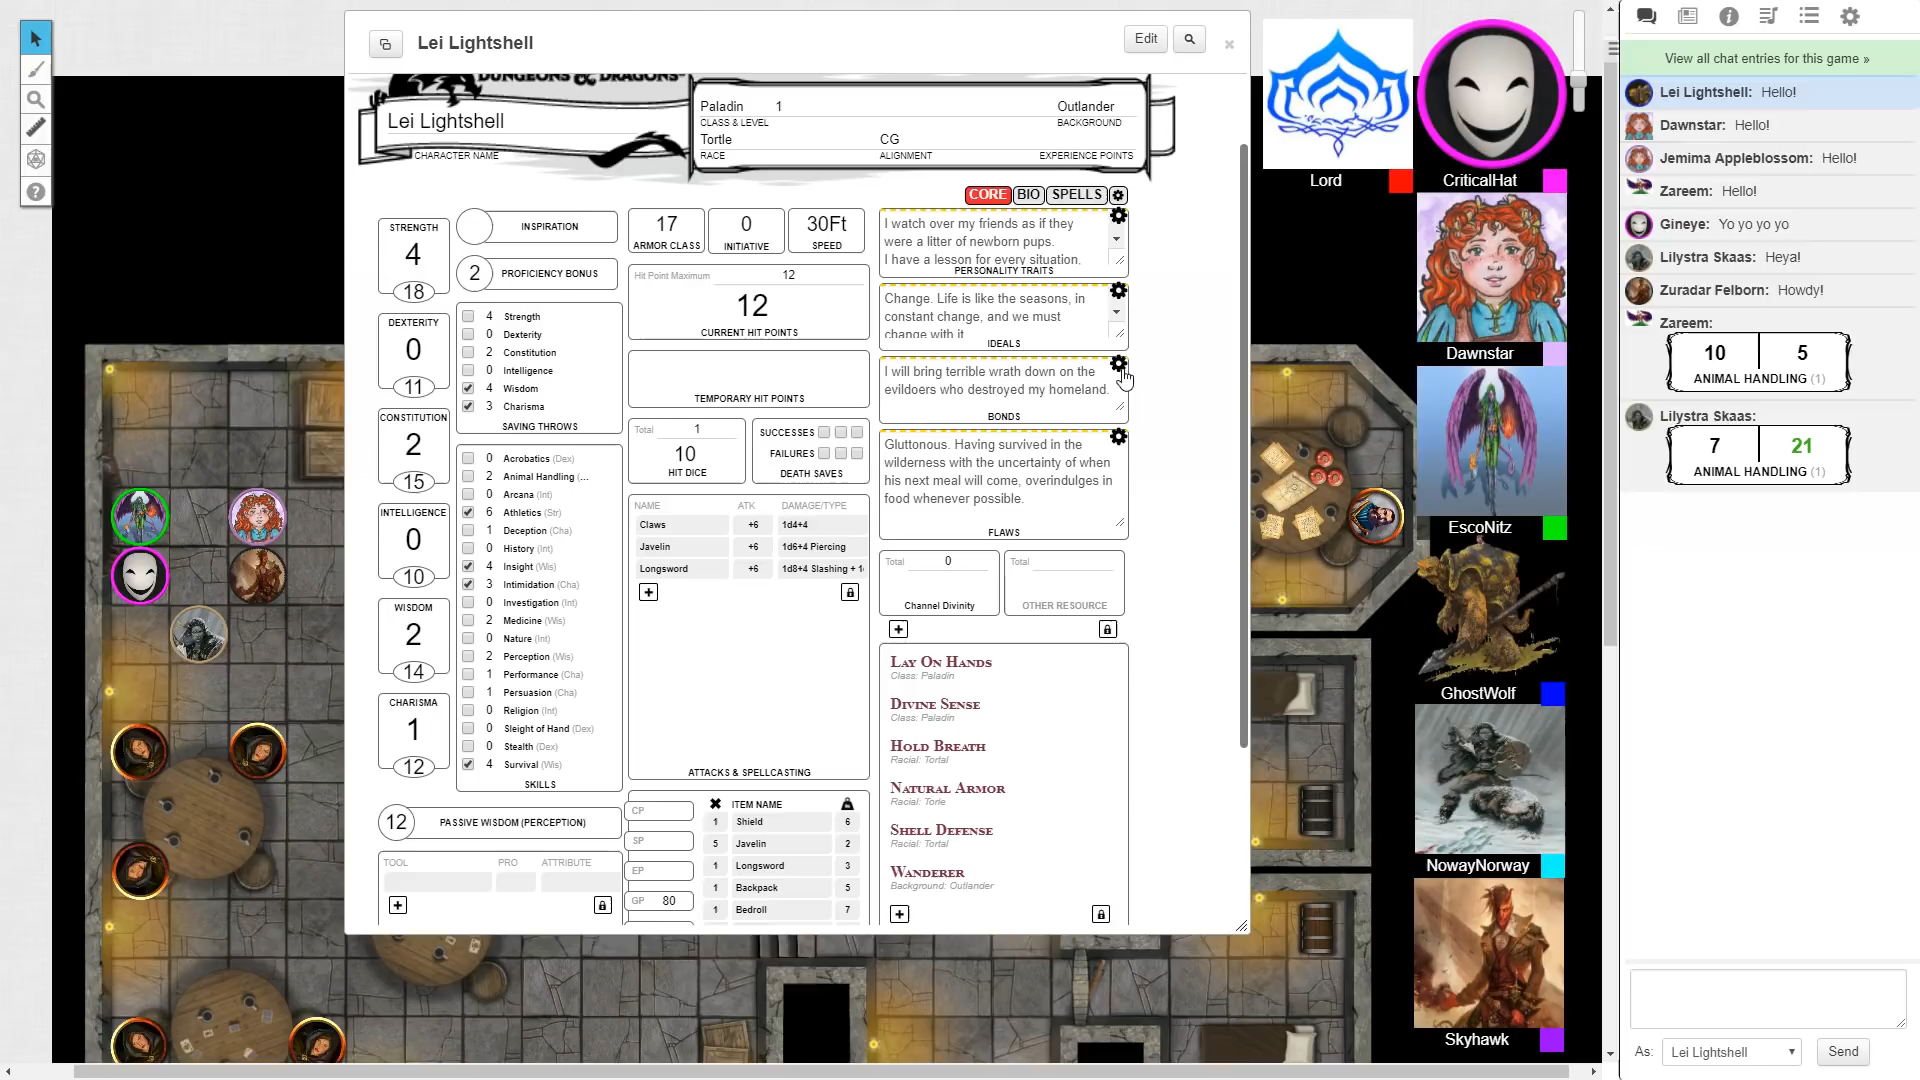 Lei Lightshell
Edit
DUNGEONS & DRAGONS
Lei Lightshell
CHARACTER NAME
Paladin 1
Outlander
CLASS & LEVEL
BACKGROUND
Tortle
CG
RACE
ALIGNMENT
EXPERIENCE POINTS
CORE BIO SPELLS
STRENGTH
4
18
DEXTERITY
0
11
CONSTITUTION
2
15
INTELLIGENCE
0
10
WISDOM
2
14
CHARISMA
1
12
INSPIRATION
2 PROFICIENCY BONUS
4 Strength
0 Dexterity
2 Constitution
0 Intelligence
4 Wisdom
3 Charisma
SAVING THROWS
0 Acrobatics (Dex)
2 Animal Handling (...
0 Arcana (Int)
6 Athletics (Str)
1 Deception (Cha)
0 History (Int)
4 Insight (Wis)
3 Intimidation (Cha)
0 Investigation (Int)
2 Medicine (Wis)
0 Nature (Int)
2 Perception (Wis)
1 Performance (Cha)
1 Persuasion (Cha)
0 Religion (Int)
0 Sleight of Hand (Dex)
0 Stealth (Dex)
4 Survival (Wis)
SKILLS
12 PASSIVE WISDOM (PERCEPTION)
TOOL PRO ATTRIBUTE
17
ARMOR CLASS
0
INITIATIVE
30Ft
SPEED
Hit Point Maximum 12
12
CURRENT HIT POINTS
TEMPORARY HIT POINTS
Total 1
10
HIT DICE
SUCCESSES
FAILURES
DEATH SAVES
NAME ATK DAMAGE/TYPE
Claws +6 1d4+4
Javelin +6 1d6+4 Piercing
Longsword +6 1d8+4 Slashing + 1
ATTACKS & SPELLCASTING
CP
SP
EP
GP 80
ITEM NAME
1 Shield 6
5 Javelin 2
1 Longsword 3
1 Backpack 5
1 Bedroll 7
I watch over my friends as if they
were a litter of newborn pups.
I have a lesson for every situation.
PERSONALITY TRAITS
Change. Life is like the seasons, in
constant change, and we must
change with it
IDEALS
I will bring terrible wrath down on the
evildoers who destroyed my homeland.
BONDS
Gluttonous. Having survived in the
wilderness with the uncertainty of when
his next meal will come, overindulges in
food whenever possible.
FLAWS
Total 0
Channel Divinity
Total
OTHER RESOURCE
LAY ON HANDS
Class: Paladin
DIVINE SENSE
Class: Paladin
HOLD BREATH
Racial: Tortal
NATURAL ARMOR
Racial: Torle
SHELL DEFENSE
Racial: Tortal
WANDERER
Background: Outlander
Lord
CriticalHat
Dawnstar
EscoNitz
GhostWolf
NowayNorway
Skyhawk
View all chat entries for this game »
Lei Lightshell: Hello!
Dawnstar: Hello!
Jemima Appleblossom: Hello!
Zareem: Hello!
Gineye: Yo yo yo yo
Lilystra Skaas: Heya!
Zuradar Felborn: Howdy!
Zareem:
10 5
ANIMAL HANDLING (1)
Lilystra Skaas:
7 21
ANIMAL HANDLING (1)
As: Lei Lightshell Send